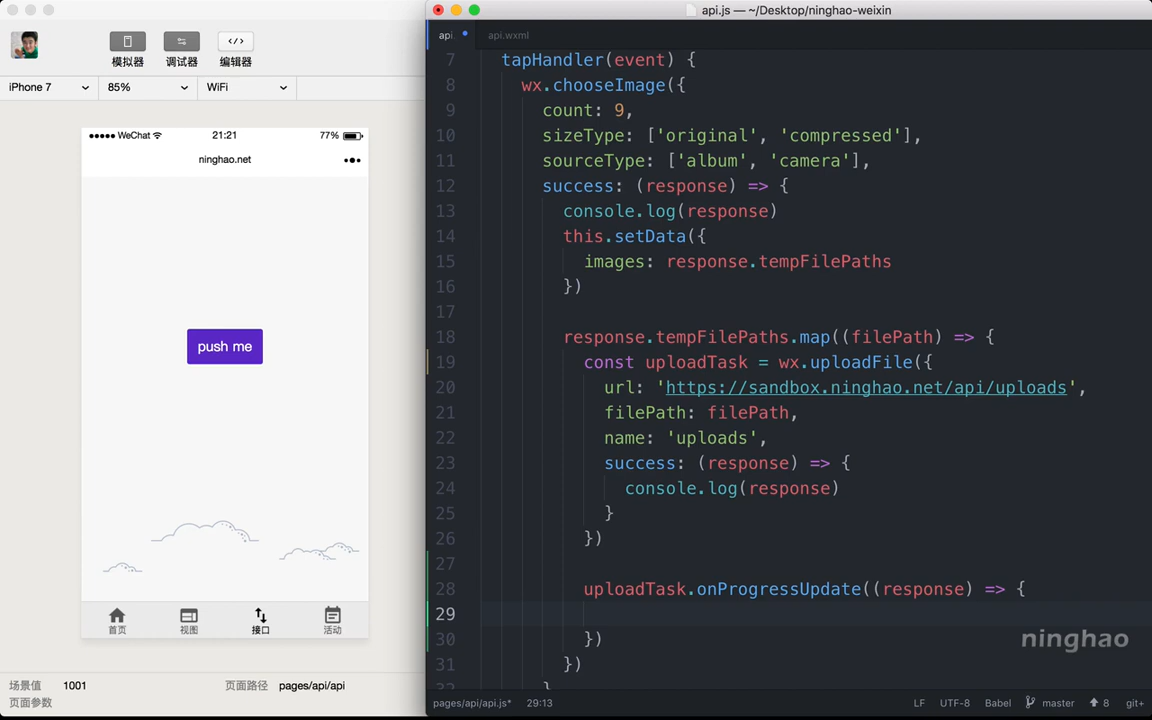 api.js — ~/Desktop/ninghao-weixin
模拟器
调试器
编辑器
iPhone 7
85%
WiFi
WeChat
21:21
77%
ninghao.net
push me
首页
视图
接口
活动
场景值
1001
页面路径
pages/api/api
页面参数
api.
api.wxml
7 tapHandler(event) {
8 wx.chooseImage({
9 count: 9,
10 sizeType: ['original', 'compressed'],
11 sourceType: ['album', 'camera'],
12 success: (response) => {
13 console.log(response)
14 this.setData({
15 images: response.tempFilePaths
16 })
17
18 response.tempFilePaths.map((filePath) => {
19 const uploadTask = wx.uploadFile({
20 url: 'https://sandbox.ninghao.net/api/uploads',
21 filePath: filePath,
22 name: 'uploads',
23 success: (response) => {
24 console.log(response)
25 }
26 })
27
28 uploadTask.onProgressUpdate((response) => {
29
30 })
31 })
32 }
ninghao
pages/api/api.js*
29:13
LF
UTF-8
Babel
master
8
git+